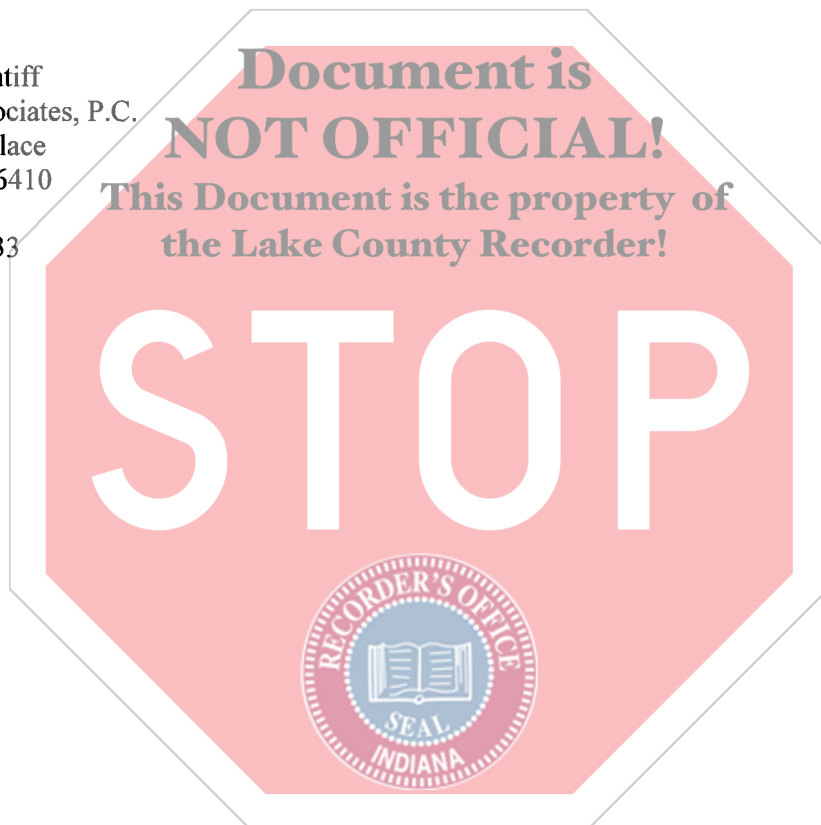 Document is
ntiff
ociates, P.C.
NOT OFFICIAL!
lace
6410
This Document is the property of
the Lake County Recorder!
33
STOP
RECORDER'S OFFICE
SEAL
INDIANA